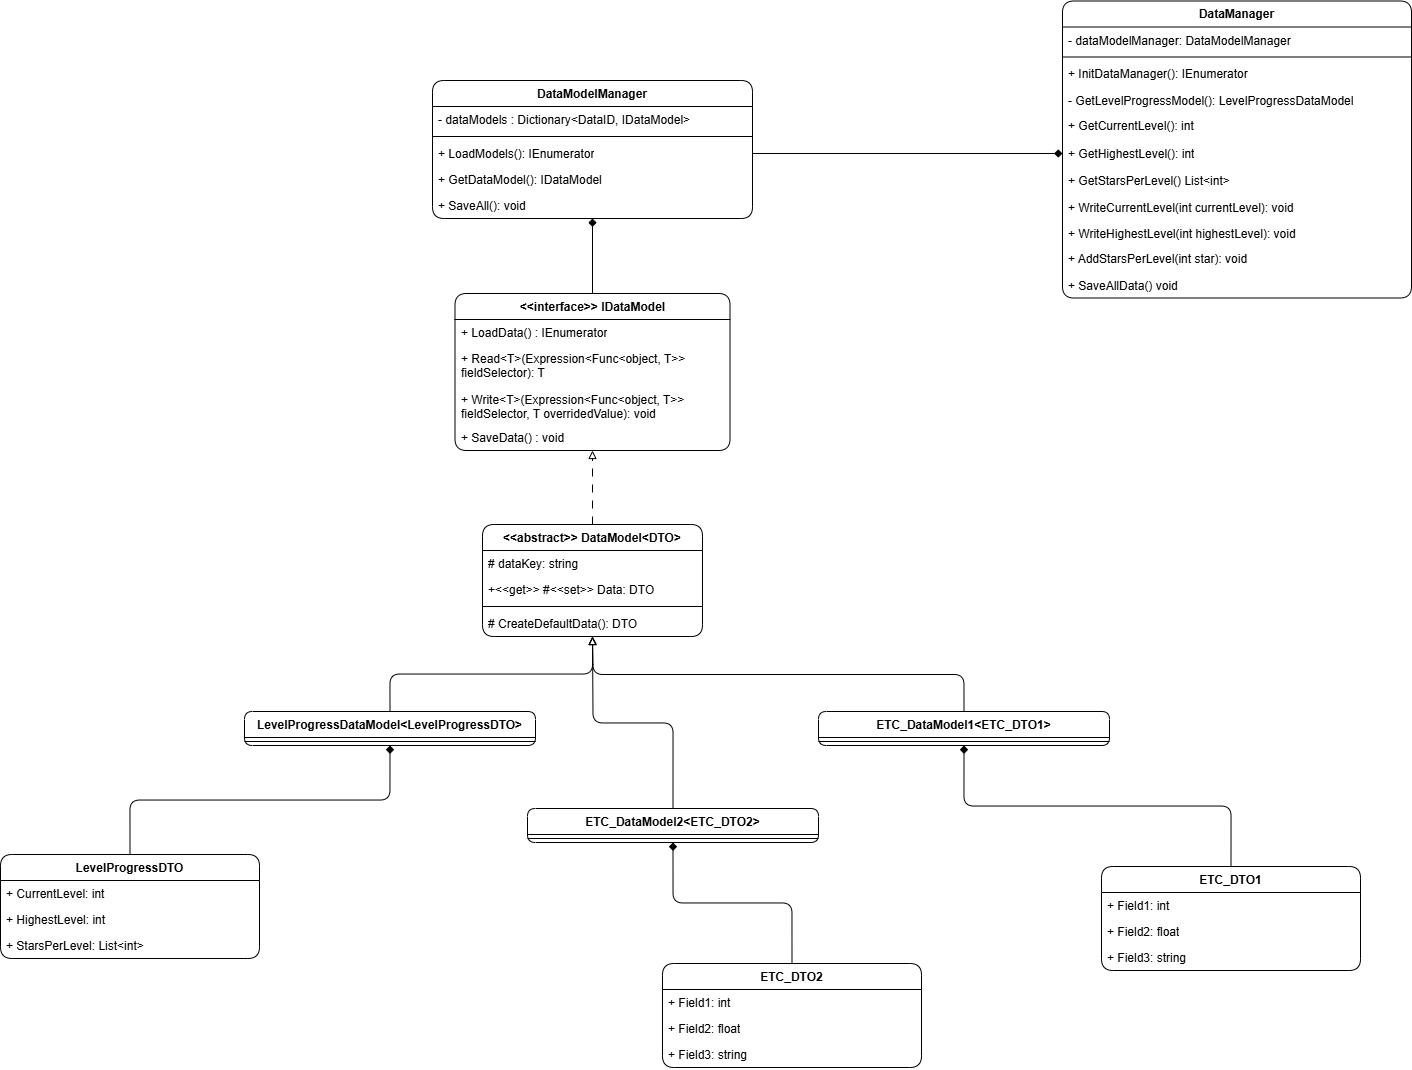 DataManager
- dataModelManager: DataModelManager
+ InitDataManager(): IEnumerator
- GetLevelProgressModel(): LevelProgressDataModel
+ GetCurrentLevel(): int
+ GetHighestLevel(): int
+ GetStarsPerLevel() List<int>
+ WriteCurrentLevel(int currentLevel): void
+ WriteHighestLevel(int highestLevel): void
+ AddStarsPerLevel(int star): void
+ SaveAllData() void
DataModelManager
- dataModels : Dictionary<DataID, IDataModel>
+ LoadModels(): IEnumerator
+ GetDataModel(): IDataModel
+ SaveAll(): void
<<interface>> IDataModel
+ LoadData() : IEnumerator
+ Read<T>(Expression<Func<object, T>>
fieldSelector): T
+ Write<T>(Expression<Func<object, T>>
fieldSelector, T overridedValue): void
+ SaveData() : void
<<abstract>> DataModel<DTO>
# dataKey: string
+<<get>> #<<set>> Data: DTO
# CreateDefaultData(): DTO
LevelProgressDataModel<LevelProgressDTO>
ETC_DataModel1<ETC_DTO1>
ETC_DataModel2<ETC_DTO2>
LevelProgressDTO
+ CurrentLevel: int
+ HighestLevel: int
+ StarsPerLevel: List<int>
ETC_DTO1
+ Field1: int
+ Field2: float
+ Field3: string
ETC_DTO2
+ Field1: int
+ Field2: float
+ Field3: string